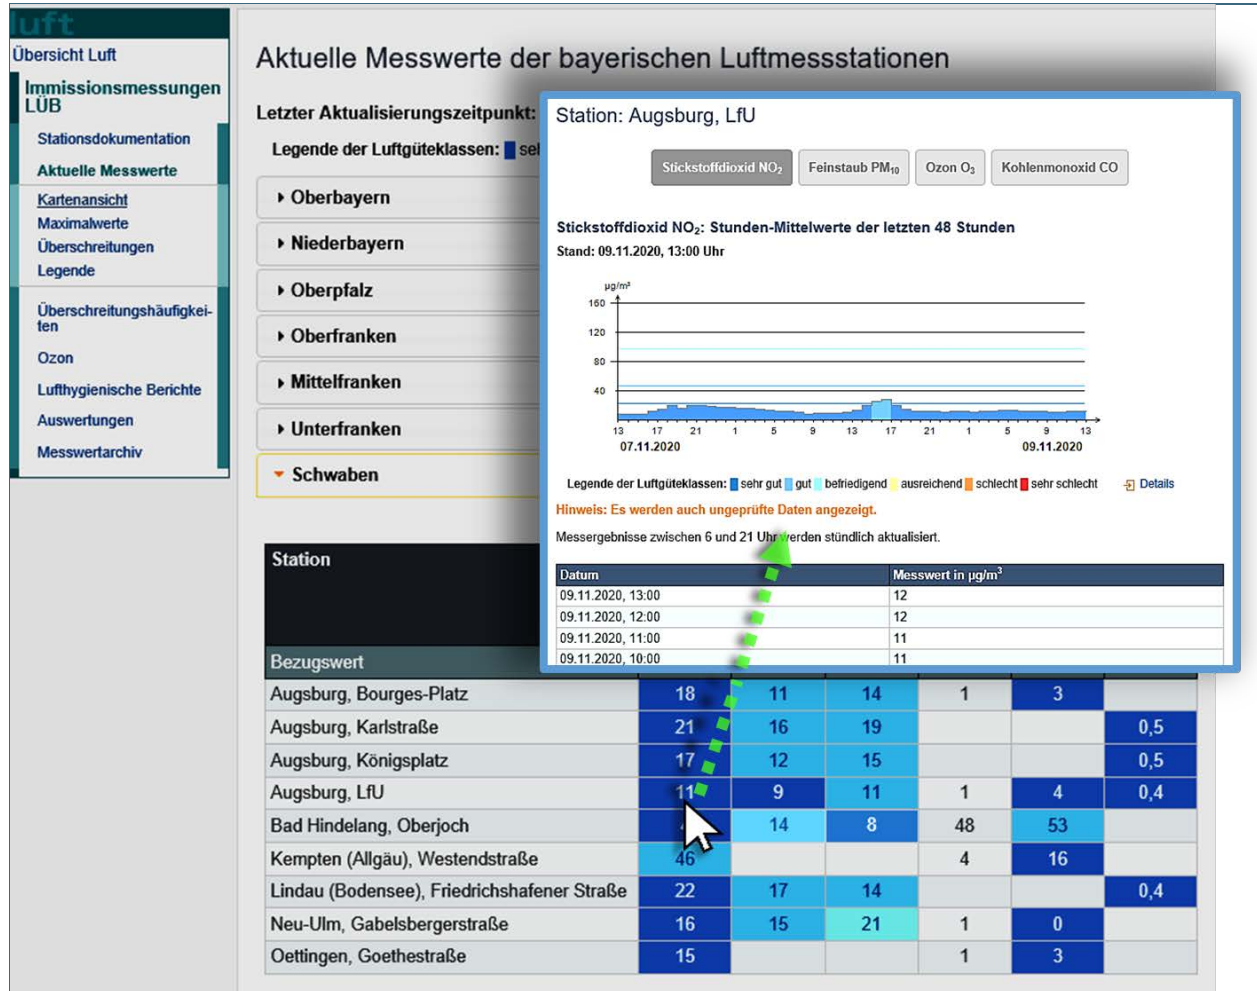 luft
Übersicht Luft
Immissionsmessungen
LÜB
Stationsdokumentation
Aktuelle Messwerte
Kartenansicht
Maximalwerte
Überschreitungen
Legende
Überschreitungshäufigkei-
ten
Ozon
Lufthygienische Berichte
Auswertungen
Messwertarchiv
Aktuelle Messwerte der bayerischen Luftmessstationen
Letzter Aktualisierungszeitpunkt:
Legende der Luftgüteklassen:
Oberbayern
Niederbayern
Oberpfalz
Oberfranken
Mittelfranken
Unterfranken
Schwaben
Station: Augsburg, LfU
Stickstoffdioxid NO₂ Feinstaub PM₁₀ Ozon O₃ Kohlenmonoxid CO
Stickstoffdioxid NO₂: Stunden-Mittelwerte der letzten 48 Stunden
Stand: 09.11.2020, 13:00 Uhr
µg/m³
160
120
80
40
13 17 21 1 5 9 13 17 21 1 5 9 13
07.11.2020 09.11.2020
Legende der Luftgüteklassen: sehr gut gut befriedigend ausreichend schlecht sehr schlecht Details
Hinweis: Es werden auch ungeprüfte Daten angezeigt.
Messergebnisse zwischen 6 und 21 Uhr werden stündlich aktualisiert.
Datum Messwert in µg/m³
09.11.2020, 13:00 12
09.11.2020, 12:00 12
09.11.2020, 11:00 11
09.11.2020, 10:00 11
Station
Bezugswert
Augsburg, Bourges-Platz 18 11 14 1 3
Augsburg, Karlstraße 21 16 19 0,5
Augsburg, Königsplatz 17 12 15 0,5
Augsburg, LfU 11 9 11 1 4 0,4
Bad Hindelang, Oberjoch 14 8 48 53
Kempten (Allgäu), Westendstraße 46 4 16
Lindau (Bodensee), Friedrichshafener Straße 22 17 14 0,4
Neu-Ulm, Gabelsbergerstraße 16 15 21 1 0
Oettingen, Goethestraße 15 1 3